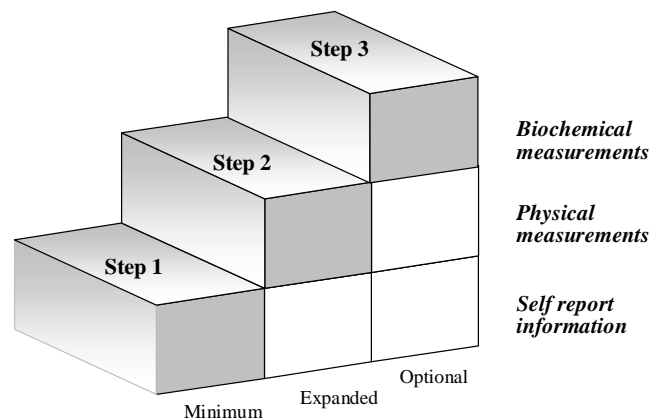 Step 3
Step 2
Step 1
Biochemical
measurements
Physical
measurements
Self report
information
Minimum
Expanded
Optional